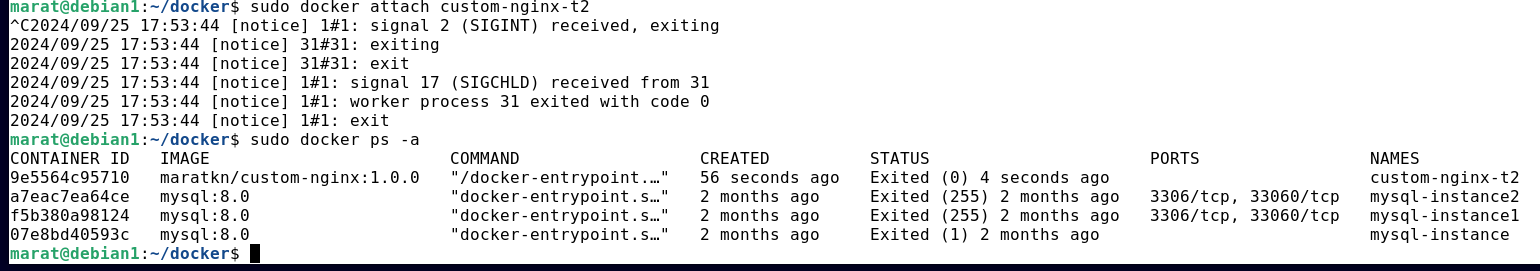 marat@debian1:~/docker$ sudo docker attach custom-nginx-t2
^C2024/09/25 17:53:44 [notice] 1#1: signal 2 (SIGINT) received, exiting
2024/09/25 17:53:44 [notice] 31#31: exiting
2024/09/25 17:53:44 [notice] 31#31: exit
2024/09/25 17:53:44 [notice] 1#1: signal 17 (SIGCHLD) received from 31
2024/09/25 17:53:44 [notice] 1#1: worker process 31 exited with code 0
2024/09/25 17:53:44 [notice] 1#1: exit
marat@debian1:~/docker$ sudo docker ps -a
CONTAINER ID   IMAGE                        COMMAND                  CREATED          STATUS                      PORTS                 NAMES
9e5564c95710   maratkn/custom-nginx:1.0.0   "/docker-entrypoint.…"   56 seconds ago   Exited (0) 4 seconds ago                          custom-nginx-t2
a7eac7ea64ce   mysql:8.0                    "docker-entrypoint.s…"   2 months ago     Exited (255) 2 months ago   3306/tcp, 33060/tcp   mysql-instance2
f5b380a98124   mysql:8.0                    "docker-entrypoint.s…"   2 months ago     Exited (255) 2 months ago   3306/tcp, 33060/tcp   mysql-instance1
07e8bd40593c   mysql:8.0                    "docker-entrypoint.s…"   2 months ago     Exited (1) 2 months ago                           mysql-instance
marat@debian1:~/docker$